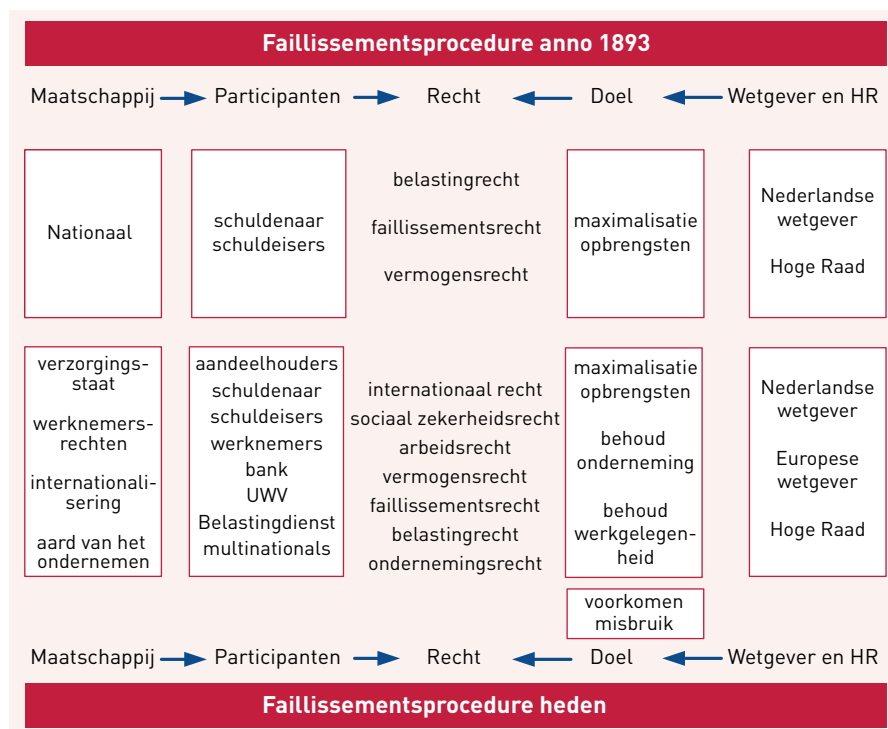 Faillissementsprocedure anno 1893
Maatschappij Participanten Recht Doel Wetgever en HR
Nationaal
schuldenaar
schuldeisers
belastingrecht
faillissementsrecht
vermogensrecht
maximalisatie
opbrengsten
Nederlandse
wetgever
Hoge Raad
verzorgings-
staat
werknemers-
rechten
internationali-
sering
aard van het
ondernemen
aandeelhouders
schuldenaar
schuldeisers
werknemers
bank
UWV
Belastingdienst
multinationals
internationaal recht
sociaal zekerheidsrecht
arbeidsrecht
vermogensrecht
faillissementsrecht
belastingrecht
ondernemingsrecht
maximalisatie
opbrengsten
behoud
onderneming
behoud
werkgelegen-
heid
voorkomen
misbruik
Nederlandse
wetgever
Europese
wetgever
Hoge Raad
Maatschappij Participanten Recht Doel Wetgever en HR
Faillissementsprocedure heden